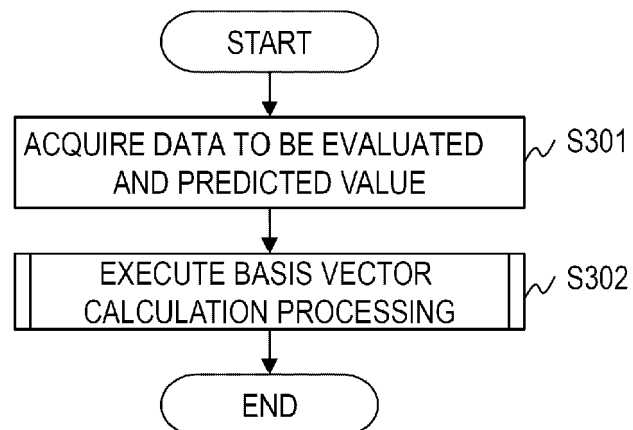 START
ACQUIRE DATA TO BE EVALUATED
AND PREDICTED VALUE
S301
EXECUTE BASIS VECTOR
CALCULATION PROCESSING
S302
END